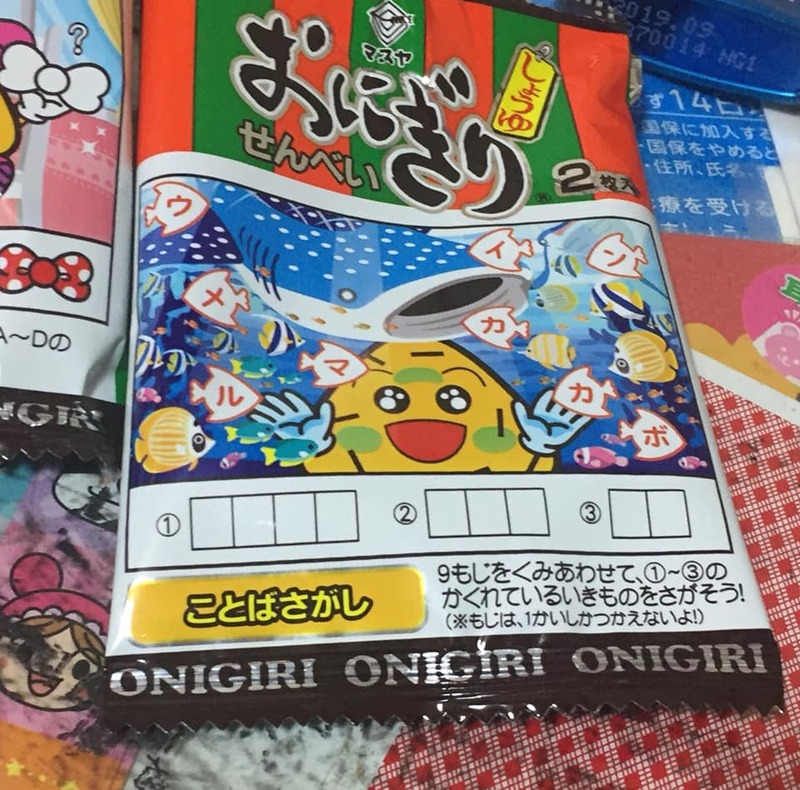 2019.09
370014 NG1
?
マスヤ
おにぎり
せんべい
しょうゆ
2枚入
14日
国保に加入する
国保をやめると
・住所、氏名、
療を受ける
ウ
イ
ン
メ
カ
マ
ル
カ
ボ
A～Dの
① ② ③
ことばさがし
9もじをくみあわせて、①～③の
かくれているいきものをさがそう!
(※もじは、1かいしかつかえないよ!)
NIGIRI
ONIGIRI ONIGIRI ONIGIRI